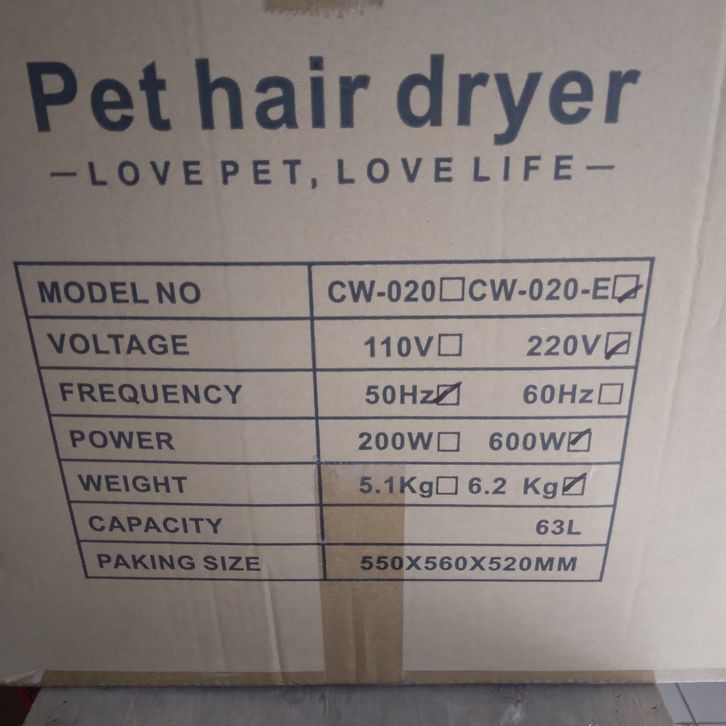 Pet hair dryer
—LOVE PET, LOVE LIFE—
MODEL NO CW-020☐CW-020-E☑
VOLTAGE 110V☐ 220V☑
FREQUENCY 50Hz☑ 60Hz☐
POWER 200W☐ 600W☑
WEIGHT 5.1Kg☐ 6.2 Kg☑
CAPACITY 63L
PAKING SIZE 550X560X520MM